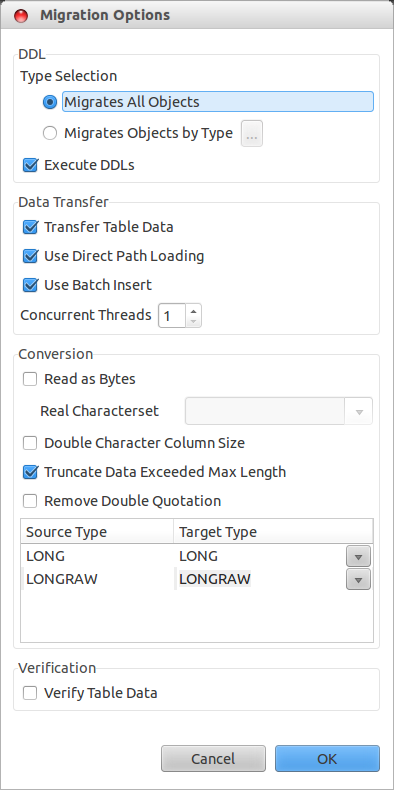 Migration Options
DDL
Type Selection
Migrates All Objects
Migrates Objects by Type ...
Execute DDLs
Data Transfer
Transfer Table Data
Use Direct Path Loading
Use Batch Insert
Concurrent Threads 1
Conversion
Read as Bytes
Real Characterset
Double Character Column Size
Truncate Data Exceeded Max Length
Remove Double Quotation
Source Type Target Type
LONG LONG
LONGRAW LONGRAW
Verification
Verify Table Data
Cancel OK